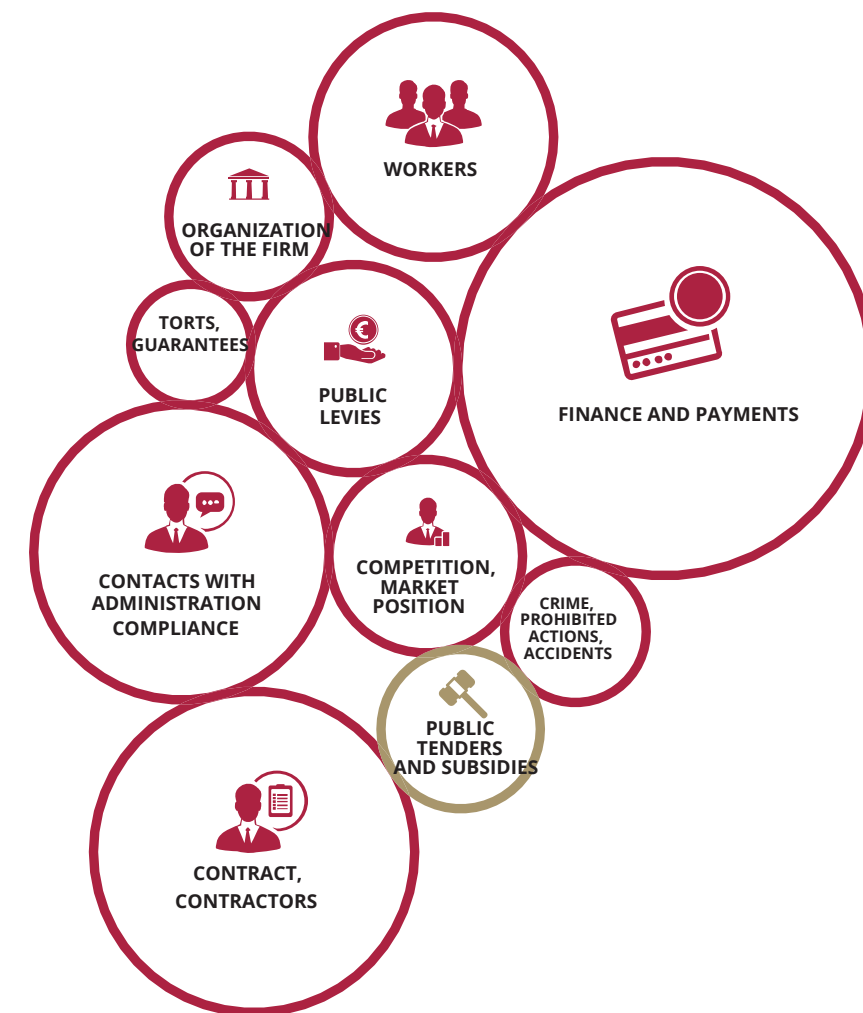 WORKERS
ORGANIZATION
OF THE FIRM
TORTS,
GUARANTEES
PUBLIC
LEVIES
€
FINANCE AND PAYMENTS
CONTACTS WITH
ADMINISTRATION
COMPLIANCE
COMPETITION,
MARKET
POSITION
CRIME,
PROHIBITED
ACTIONS,
ACCIDENTS
PUBLIC
TENDERS
AND SUBSIDIES
CONTRACT,
CONTRACTORS